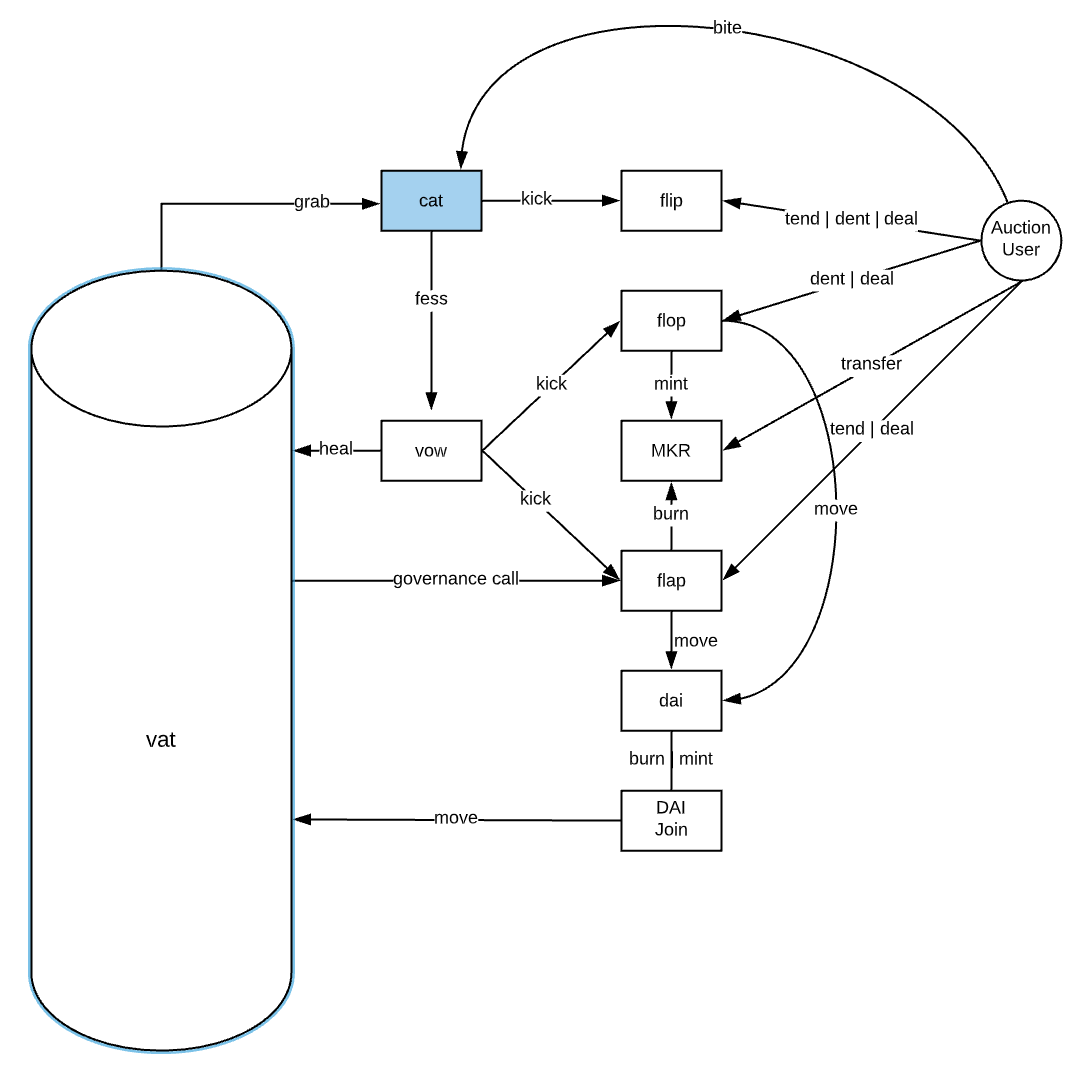 bite
grab
cat
kick
flip
tend | dent | deal
Auction
User
dent | deal
fess
flop
kick
mint
transfer
heal
vow
MKR
tend | deal
kick
burn
move
governance call
flap
move
dai
vat
burn | mint
DAI
Join
move